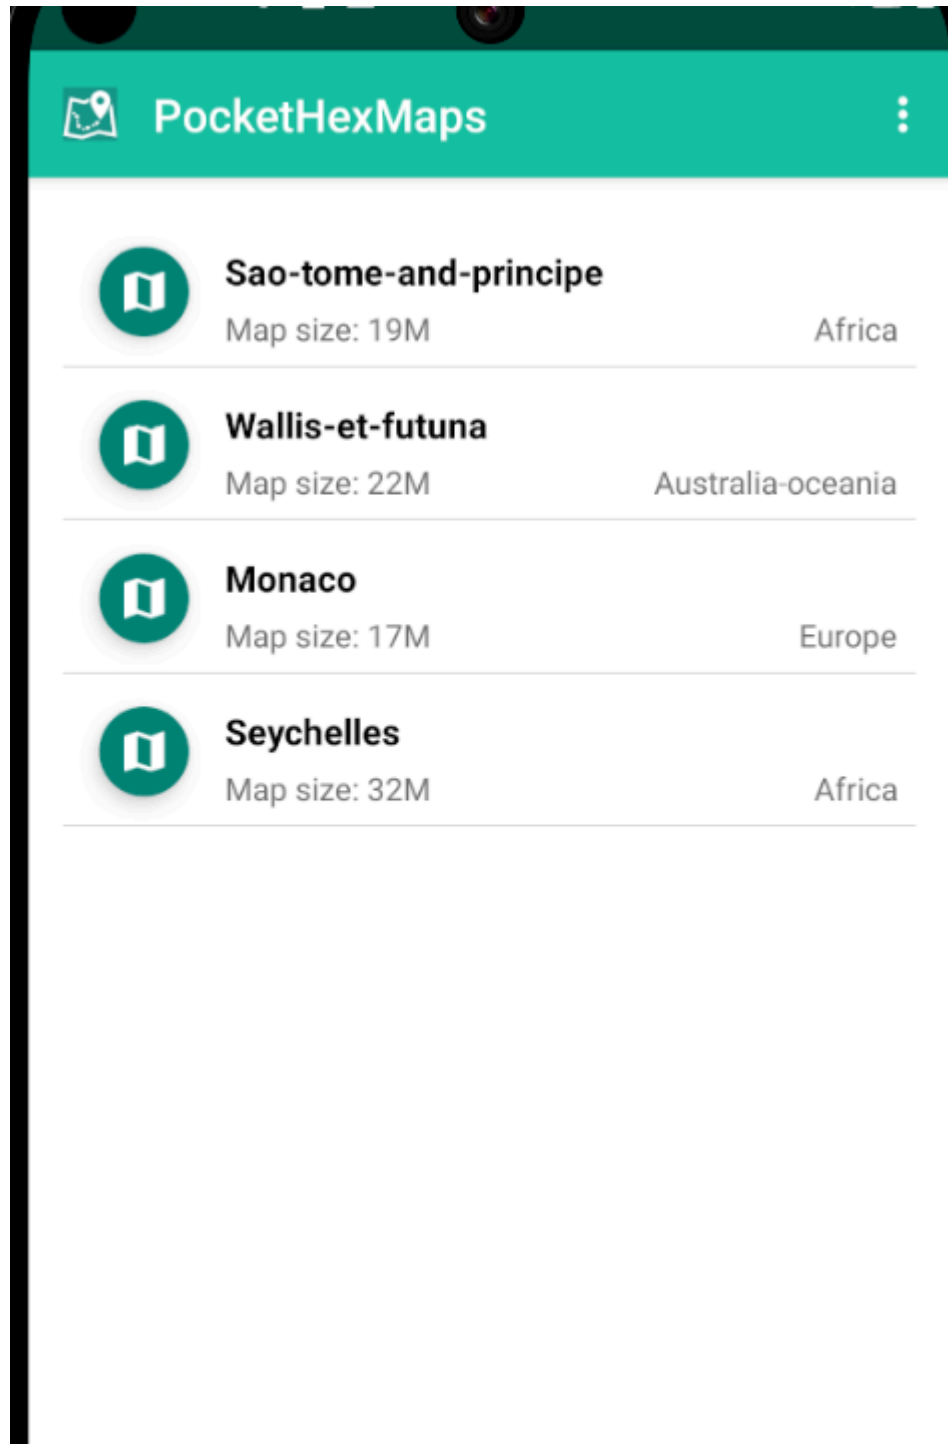 PocketHexMaps
Sao-tome-and-principe
Map size: 19M Africa
Wallis-et-futuna
Map size: 22M Australia-oceania
Monaco
Map size: 17M Europe
Seychelles
Map size: 32M Africa